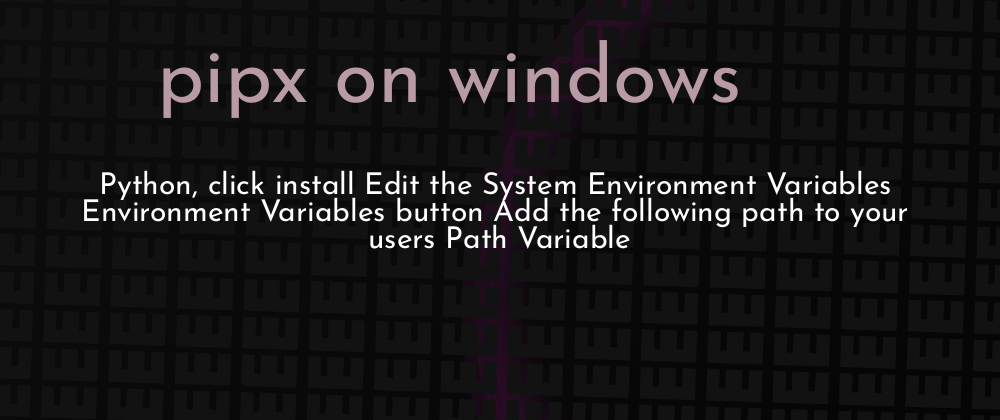 pipx on windows
Python, click install Edit the System Environment Variables
Environment Variables button Add the following path to your
users Path Variable